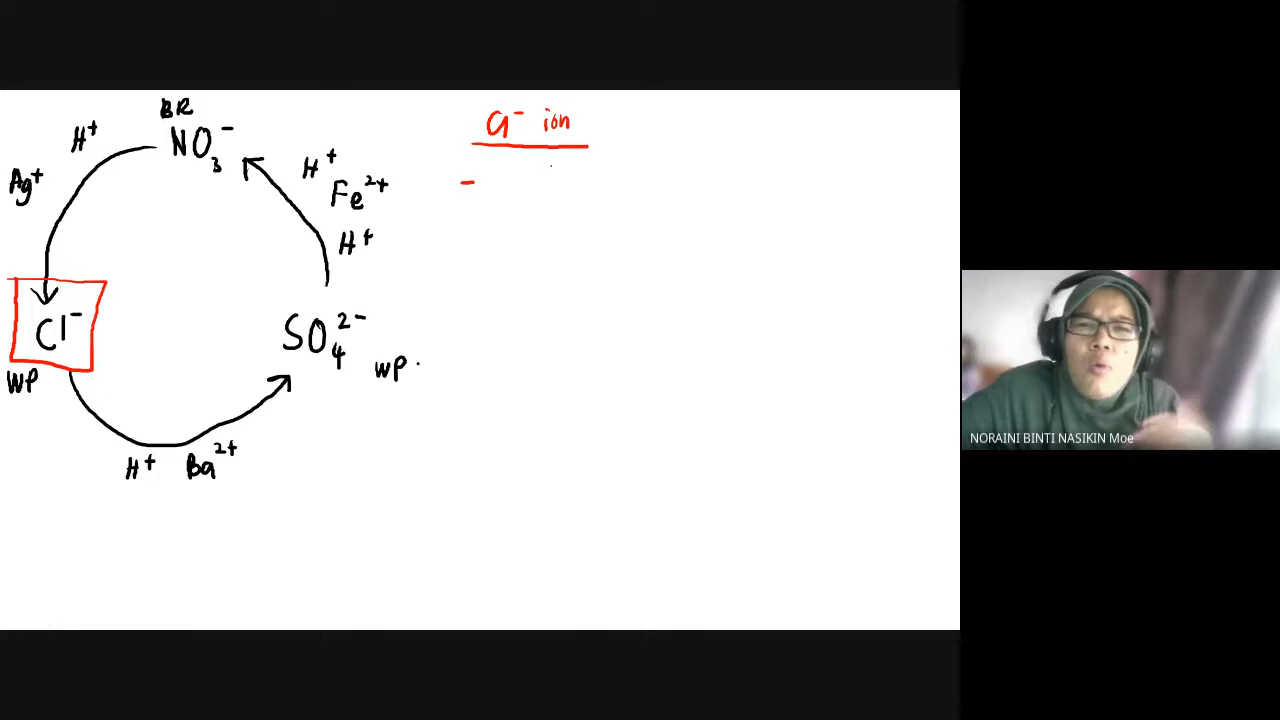 BR
NO₃⁻
H⁺
Ag⁺
H⁺
Fe²⁺
H⁺
Cl⁻
WP
SO₄²⁻
WP
H⁺ Ba²⁺
Cl⁻ ion
-
NORAINI BINTI NASIKIN Moe